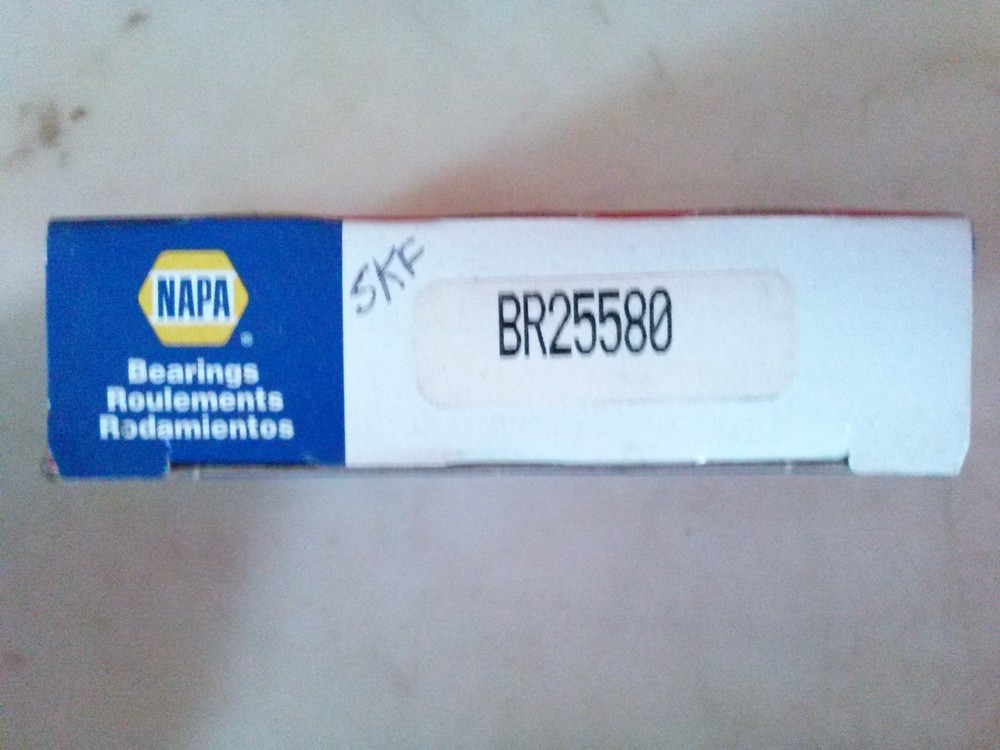 NAPA
Bearings
Roulements
Rodamientos
SKF
BR25580